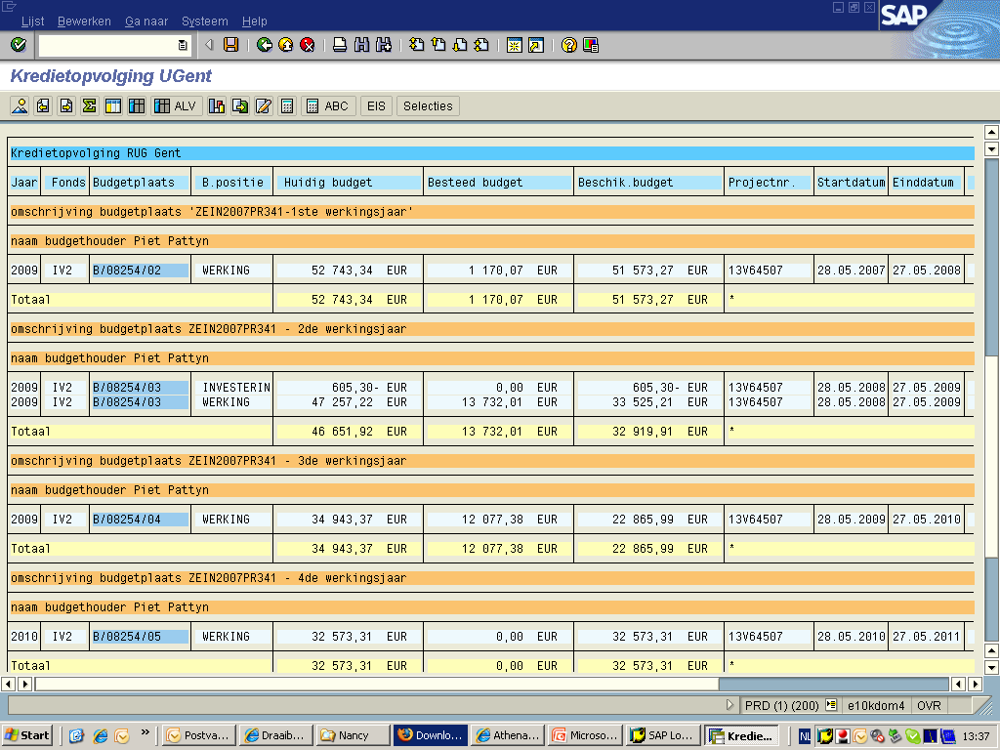 Lijst Bewerken Ga naar Systeem Help
SAP
Kredietopvolging UGent
ALV ABC EIS Selecties
Kredietopvolging RUG Gent
Jaar Fonds Budgetplaats B.positie Huidig budget Besteed budget Beschik.budget Projectnr. Startdatum Einddatum
omschrijving budgetplaats 'ZEIN2007PR341-1ste werkingsjaar'
naam budgethouder Piet Pattyn
2009 IV2 B/08254/02 WERKING 52 743,34 EUR 1 170,07 EUR 51 573,27 EUR 13V64507 28.05.2007 27.05.2008
Totaal 52 743,34 EUR 1 170,07 EUR 51 573,27 EUR *
omschrijving budgetplaats ZEIN2007PR341 - 2de werkingsjaar
naam budgethouder Piet Pattyn
2009 IV2 B/08254/03 INVESTERIN 605,30- EUR 0,00 EUR 605,30- EUR 13V64507 28.05.2008 27.05.2009
2009 IV2 B/08254/03 WERKING 47 257,22 EUR 13 732,01 EUR 33 525,21 EUR 13V64507 28.05.2008 27.05.2009
Totaal 46 651,92 EUR 13 732,01 EUR 32 919,91 EUR *
omschrijving budgetplaats ZEIN2007PR341 - 3de werkingsjaar
naam budgethouder Piet Pattyn
2009 IV2 B/08254/04 WERKING 34 943,37 EUR 12 077,38 EUR 22 865,99 EUR 13V64507 28.05.2009 27.05.2010
Totaal 34 943,37 EUR 12 077,38 EUR 22 865,99 EUR *
omschrijving budgetplaats ZEIN2007PR341 - 4de werkingsjaar
naam budgethouder Piet Pattyn
2010 IV2 B/08254/05 WERKING 32 573,31 EUR 0,00 EUR 32 573,31 EUR 13V64507 28.05.2010 27.05.2011
Totaal 32 573,31 EUR 0,00 EUR 32 573,31 EUR *
PRD (1) (200) e10kdom4 OVR
Start » Postva... Draaib... Nancy Downlo... Athena... Microso... SAP Lo... Kredie... NL 13:37